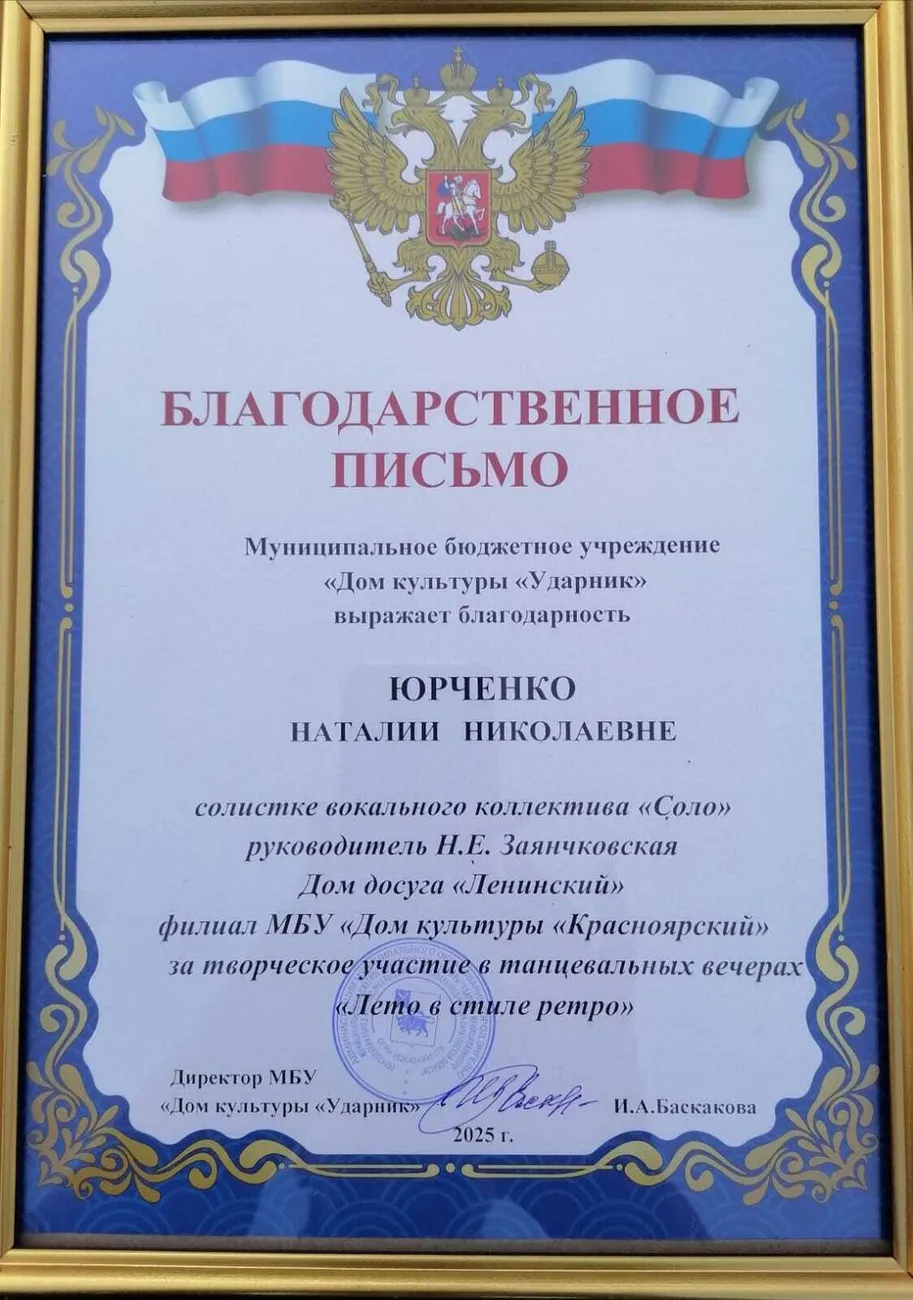 БЛАГОДАРСТВЕННОЕ
ПИСЬМО
Муниципальное бюджетное учреждение
«Дом культуры «Ударник»
выражает благодарность
ЮРЧЕНКО
НАТАЛИИ НИКОЛАЕВНЕ
солистке вокального коллектива «Соло»
руководитель Н.Е. Заянчковская
Дом досуга «Ленинский»
филиал МБУ «Дом культуры «Красноярский»
за творческое участие в танцевальных вечерах
«Лето в стиле ретро»
Директор МБУ
«Дом культуры «Ударник»
И.А.Баскакова
2025 г.